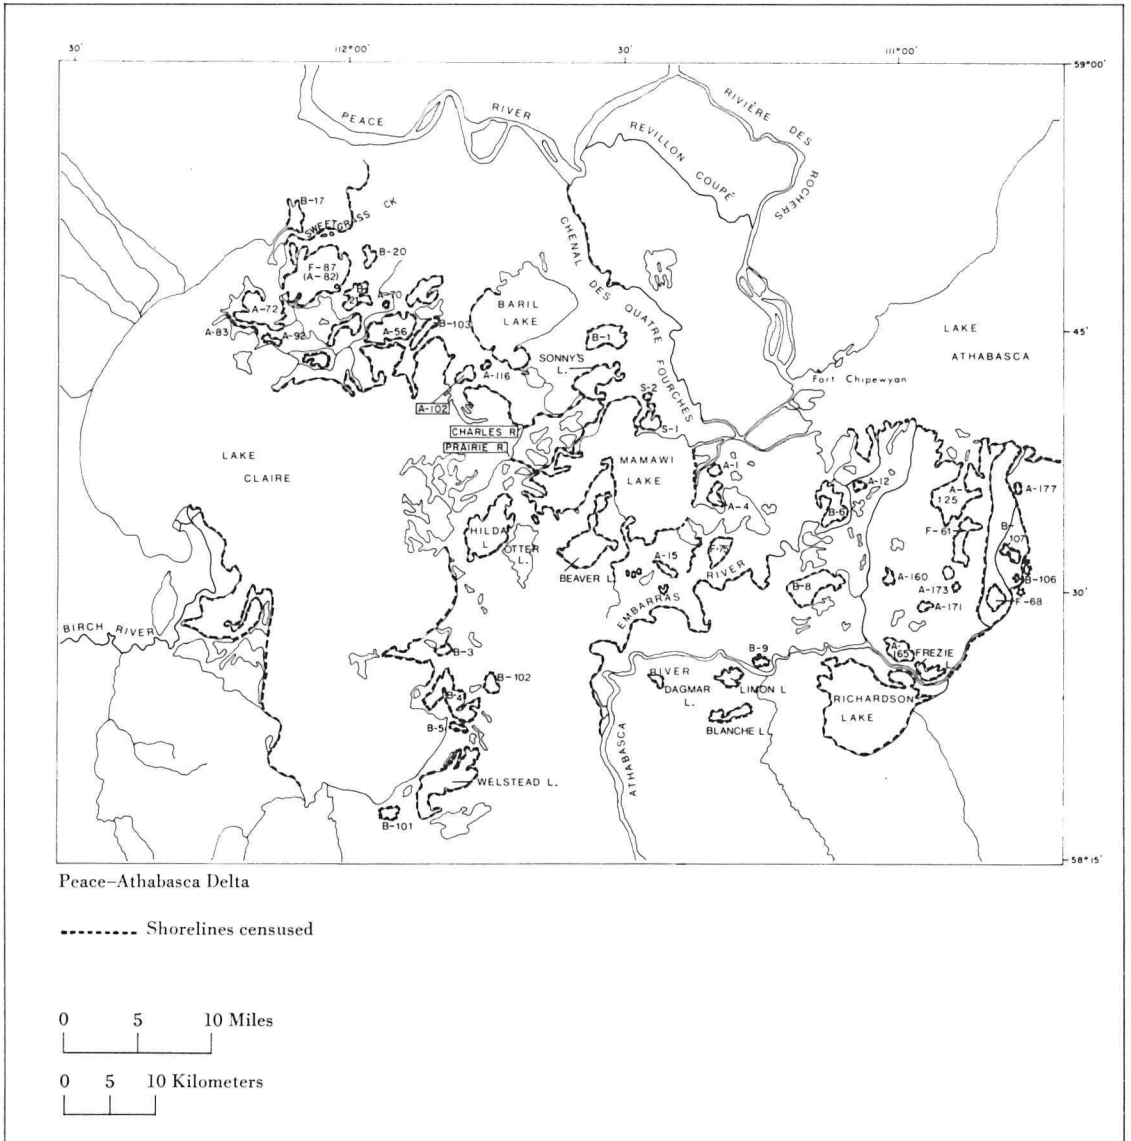 30' 112°00' 30' 111°00'
59°00'
PEACE RIVER
RIVIÈRE DES ROCHERS
REVILLON COUPÉ
B-17
SWEETGRASS CK
CHENAL DES QUATRE FOURCHES
B-20
F-87
(A-82)
A-70
A-72
BARIL
LAKE
A-83
A-92
A-56
B-103
B-1
45'
LAKE
ATHABASCA
SONNY'S
L.
A-116
Fort Chipewyan
A-102
S-2
S-1
CHARLES R
PRAIRIE R
LAKE
CLAIRE
MAMAWI
LAKE
A-1
A-4
A-12
B-6
A-
125
A-177
F-61
B-
107
HILDA
L
OTTER
L.
BEAVER L.
A-15
F-75
EMBARRAS RIVER
B-8
A-160
A-173
A-171
B-106
F-68
30'
BIRCH RIVER
B-3
B-102
B-4
B-5
B-9
A-
165
FREZIE
L
ATHABASCA RIVER
DAGMAR
L.
LIMON L
BLANCHE L
RICHARDSON
LAKE
WELSTEAD L.
B-101
58°15'
Peace–Athabasca Delta
Shorelines censused
0 5 10 Miles
0 5 10 Kilometers